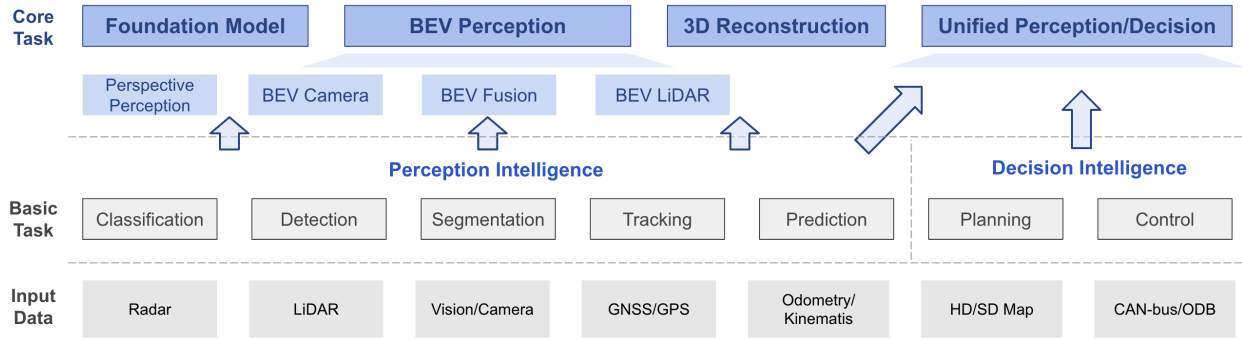 Core
Task
Foundation Model
BEV Perception
3D Reconstruction
Unified Perception/Decision
Perspective
Perception
BEV Camera
BEV Fusion
BEV LiDAR
Perception Intelligence
Decision Intelligence
Basic
Task
Classification
Detection
Segmentation
Tracking
Prediction
Planning
Control
Input
Data
Radar
LiDAR
Vision/Camera
GNSS/GPS
Odometry/
Kinematis
HD/SD Map
CAN-bus/ODB